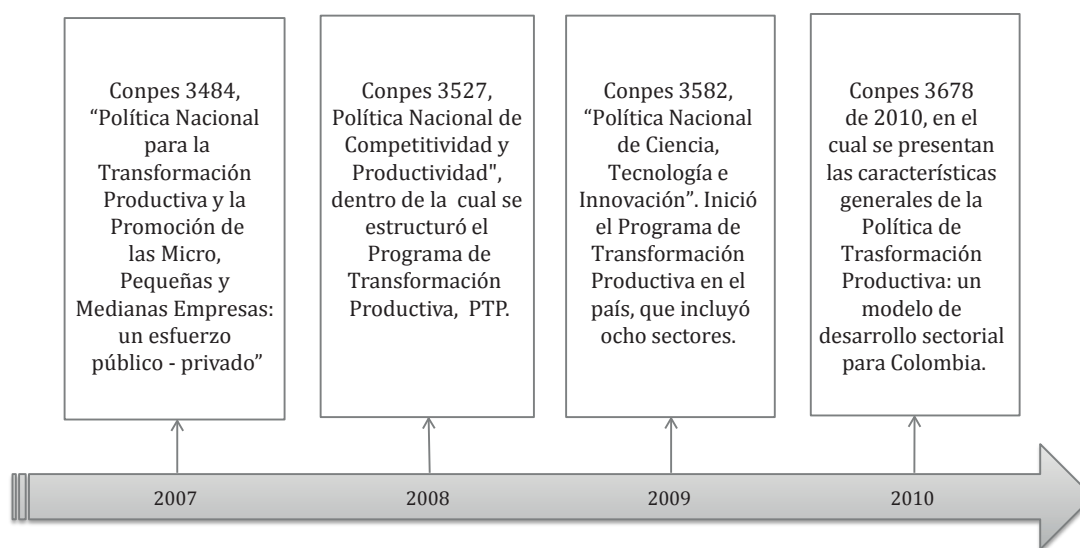 Conpes 3484,
“Política Nacional
para la
Transformación
Productiva y la
Promoción de
las Micro,
Pequeñas y
Medianas Empresas:
un esfuerzo
público - privado”
Conpes 3527,
Política Nacional de
Competitividad y
Productividad",
dentro de la cual se
estructuró el
Programa de
Transformación
Productiva, PTP.
Conpes 3582,
“Política Nacional
de Ciencia,
Tecnología e
Innovación”. Inició
el Programa de
Transformación
Productiva en el
país, que incluyó
ocho sectores.
Conpes 3678
de 2010, en el
cual se presentan
las características
generales de la
Política de
Trasformación
Productiva: un
modelo de
desarrollo sectorial
para Colombia.
2007
2008
2009
2010